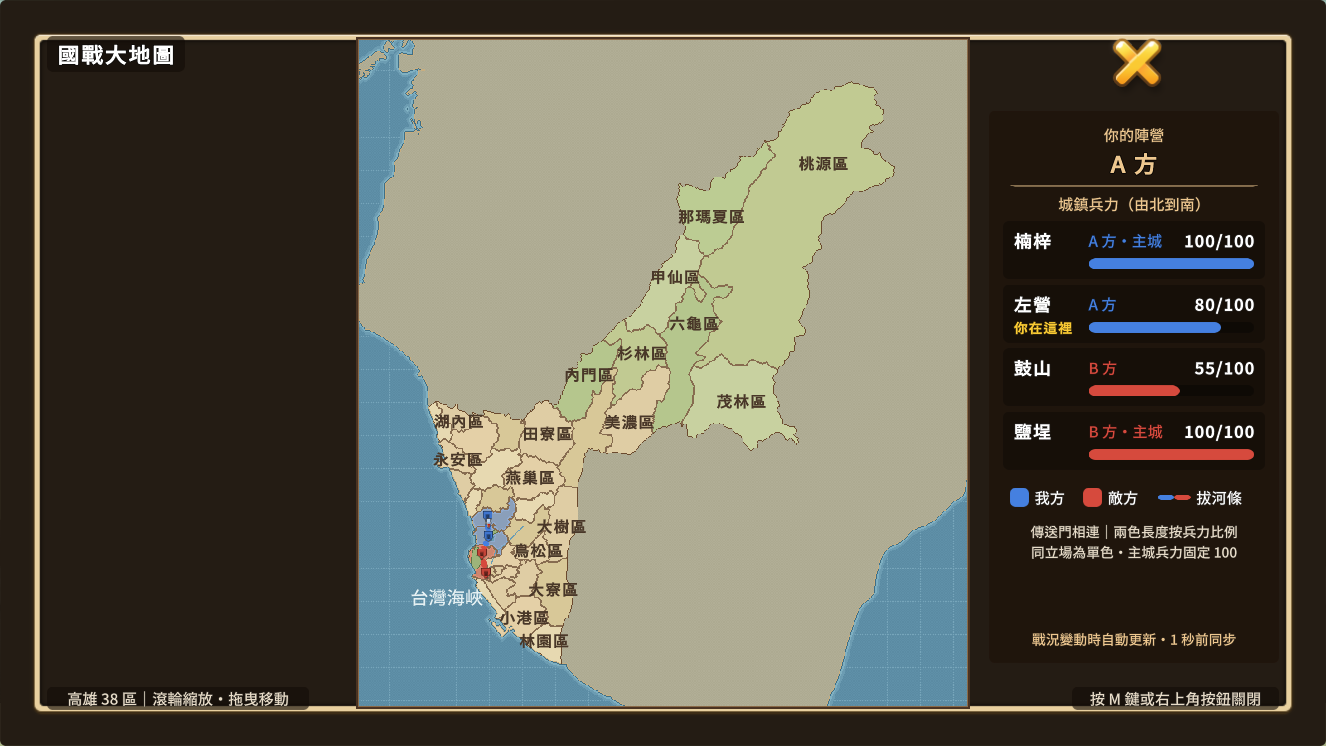 國戰大地圖
桃源區
那瑪夏區
甲仙區
六龜區
杉林區
內門區
茂林區
美濃區
湖內區
田寮區
永安區
燕巢區
大樹區
鳥松區
大寮區
台灣海峽
小港區
林園區
高雄 38 區｜滾輪縮放・拖曳移動
你的陣營
A 方
城鎮兵力（由北到南）
楠梓 A 方・主城 100/100
左營 A 方 80/100
你在這裡
鼓山 B 方 55/100
鹽埕 B 方・主城 100/100
我方 敵方 拔河條
傳送門相連｜兩色長度按兵力比例
同立場為單色・主城兵力固定 100
戰況變動時自動更新・1 秒前同步
按 M 鍵或右上角按鈕關閉